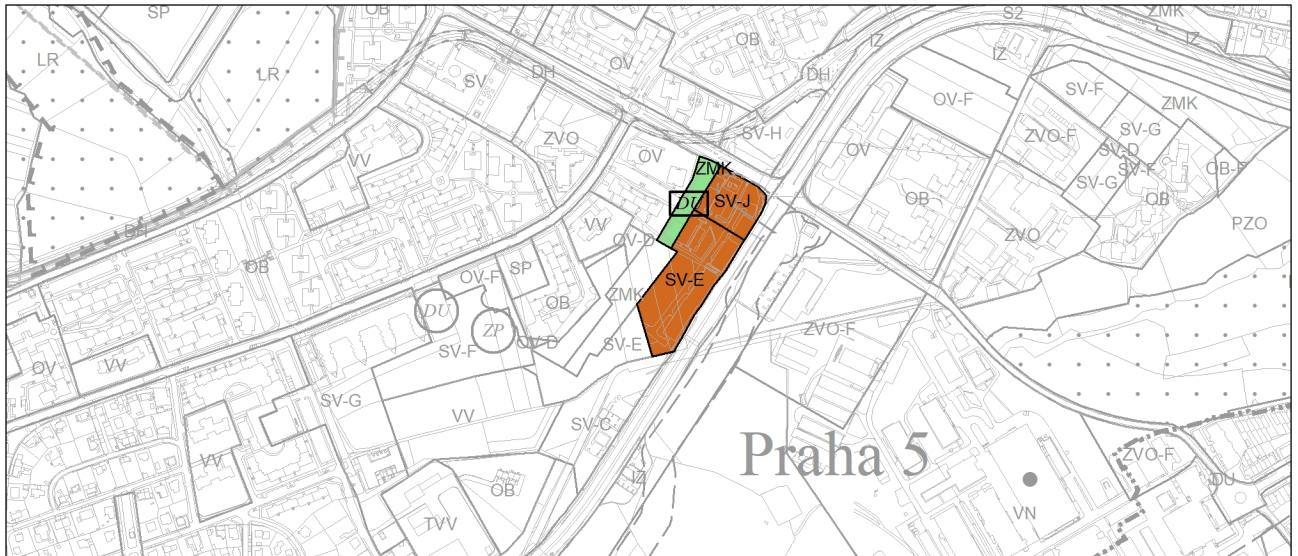 SP
OB
S2
ZMK
IZ
LR
LR
SV
DH
OV
OB
DH
IZ
IZ
OV-F
SV-F
ZMK
ZVO
SV-H
ZVO-F
SV-G
SV-D
SV-F
OB-F
VV
OV
ZMK
OV
OB
SV-G
OB
DU
SV-J
VV
OV-D
ZVO
PZO
DH
OB
OV-F
SP
SV-E
OB
ZMK
DU
ZP
OV-D
ZVO-F
SV-F
SV-E
OV
VV
SV-G
VV
SV-C
Praha 5
VV
OB
IZ
ZVO-F
DU
TVV
VN